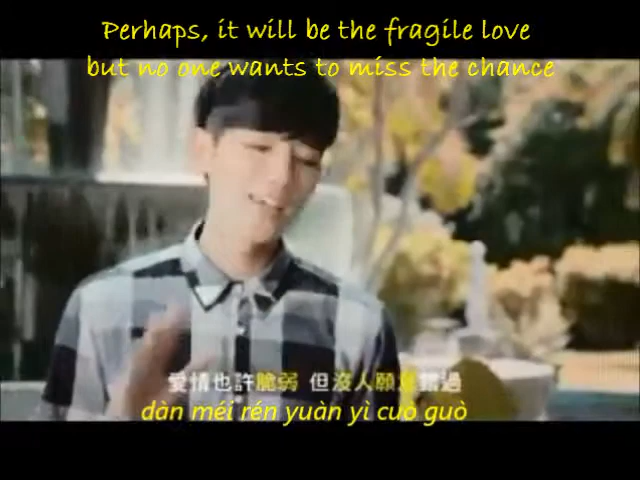 Perhaps, it will be the fragile love
but no one wants to miss the chance
愛情也許脆弱 但沒人願意錯過
dàn méi rén yuàn yì cuò guò